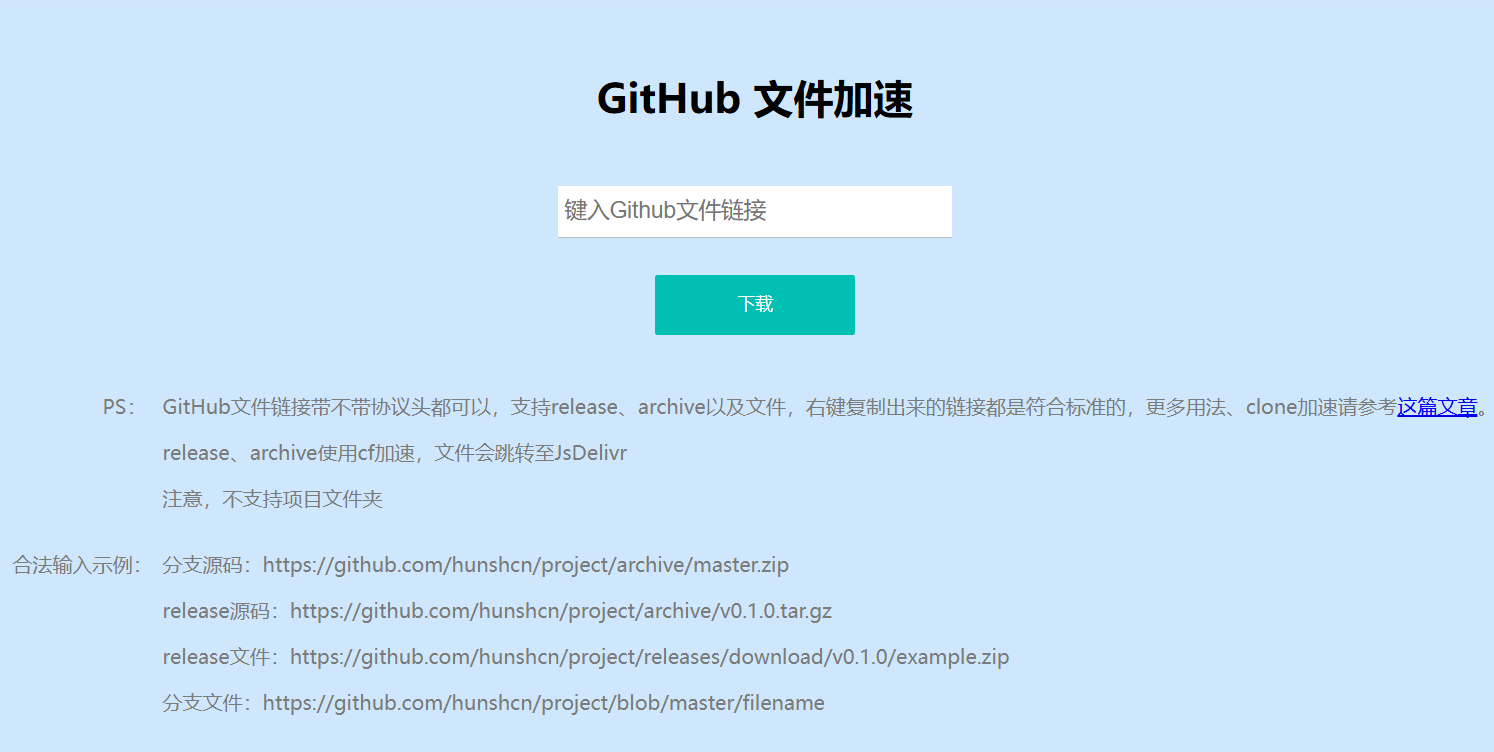 GitHub 文件加速
键入Github文件链接
下载
PS： GitHub文件链接带不带协议头都可以，支持release、archive以及文件，右键复制出来的链接都是符合标准的，更多用法、clone加速请参考这篇文章。
release、archive使用cf加速，文件会跳转至JsDelivr
注意，不支持项目文件夹
合法输入示例： 分支源码：https://github.com/hunshcn/project/archive/master.zip
release源码：https://github.com/hunshcn/project/archive/v0.1.0.tar.gz
release文件：https://github.com/hunshcn/project/releases/download/v0.1.0/example.zip
分支文件：https://github.com/hunshcn/project/blob/master/filename